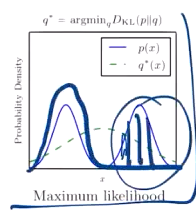 q* = argmin_q D_KL(p‖q)
p(x)
q*(x)
Probability Density
x
Maximum likelihood